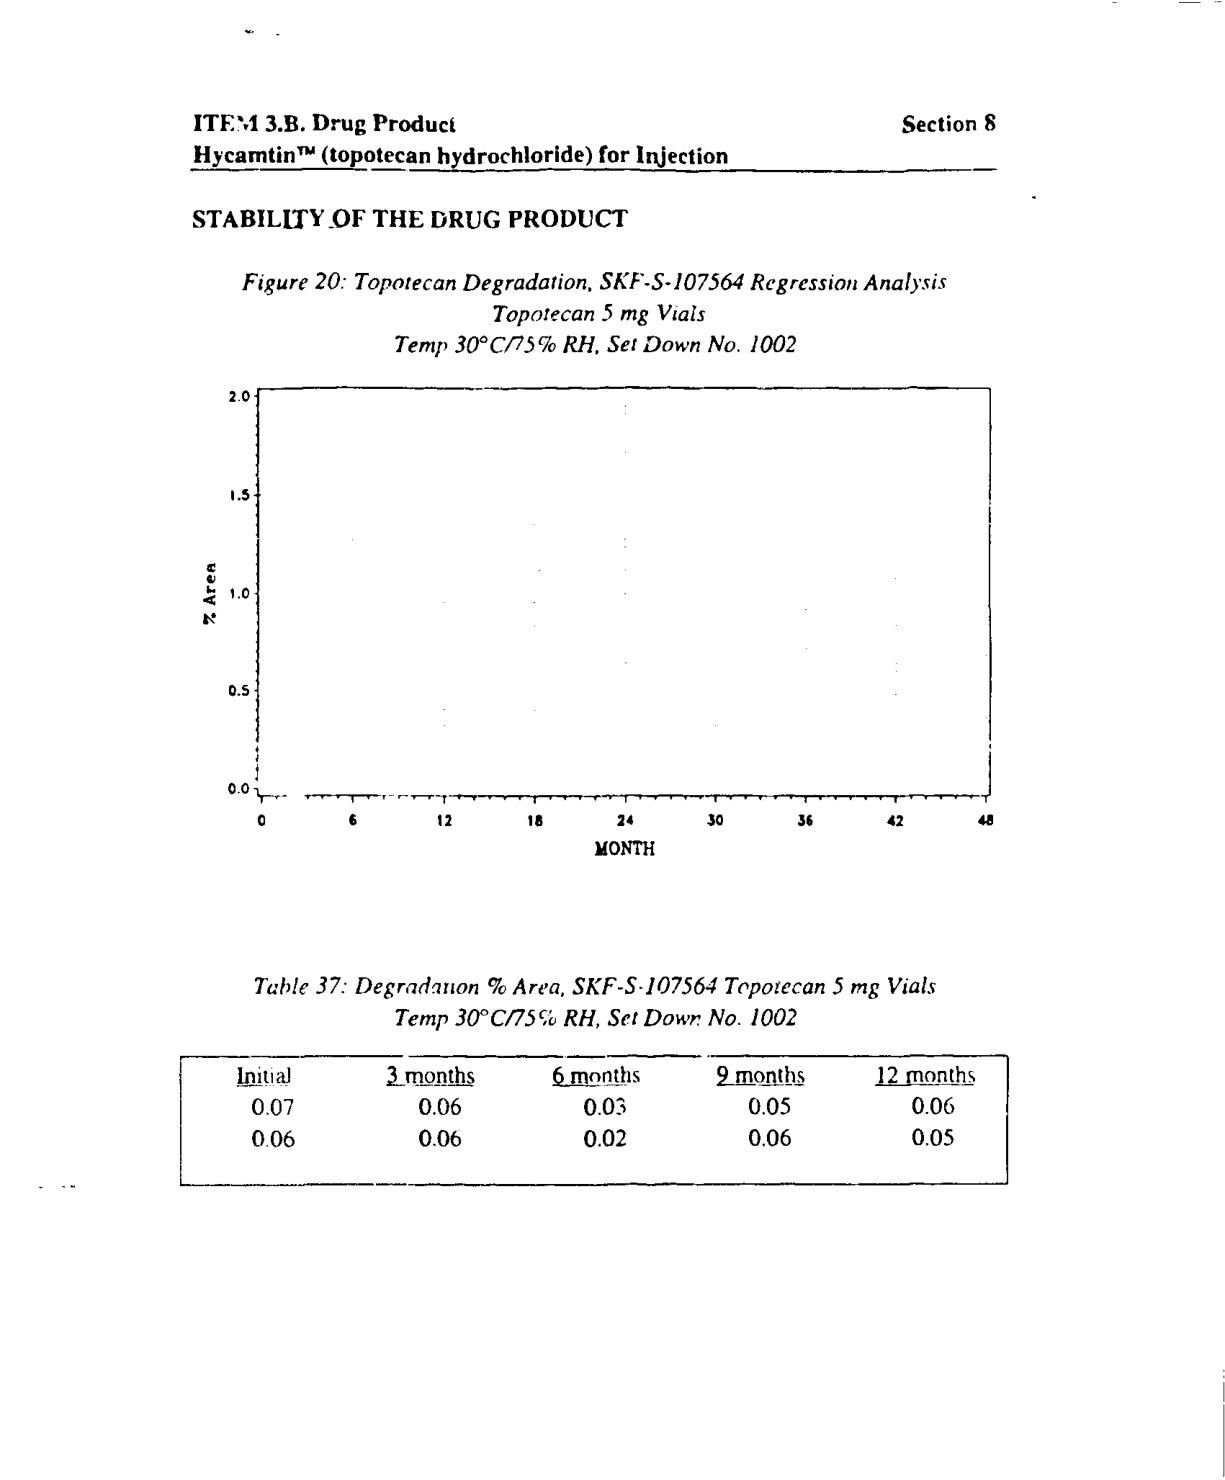 ITEM 3.B. Drug Product Section 8
Hycamtin™ (topotecan hydrochloride) for Injection
STABILITY OF THE DRUG PRODUCT
Figure 20: Topotecan Degradation, SKF-S-107564 Regression Analysis
Topotecan 5 mg Vials
Temp 30°C/75% RH, Set Down No. 1002
2.0
1.5
1.0
0.5
0.0
% Area
0 6 12 18 24 30 36 42 48
MONTH
Table 37: Degradation % Area, SKF-S-107564 Topotecan 5 mg Vials
Temp 30°C/75% RH, Set Down No. 1002
Initial 3 months 6 months 9 months 12 months
0.07 0.06 0.03 0.05 0.06
0.06 0.06 0.02 0.06 0.05